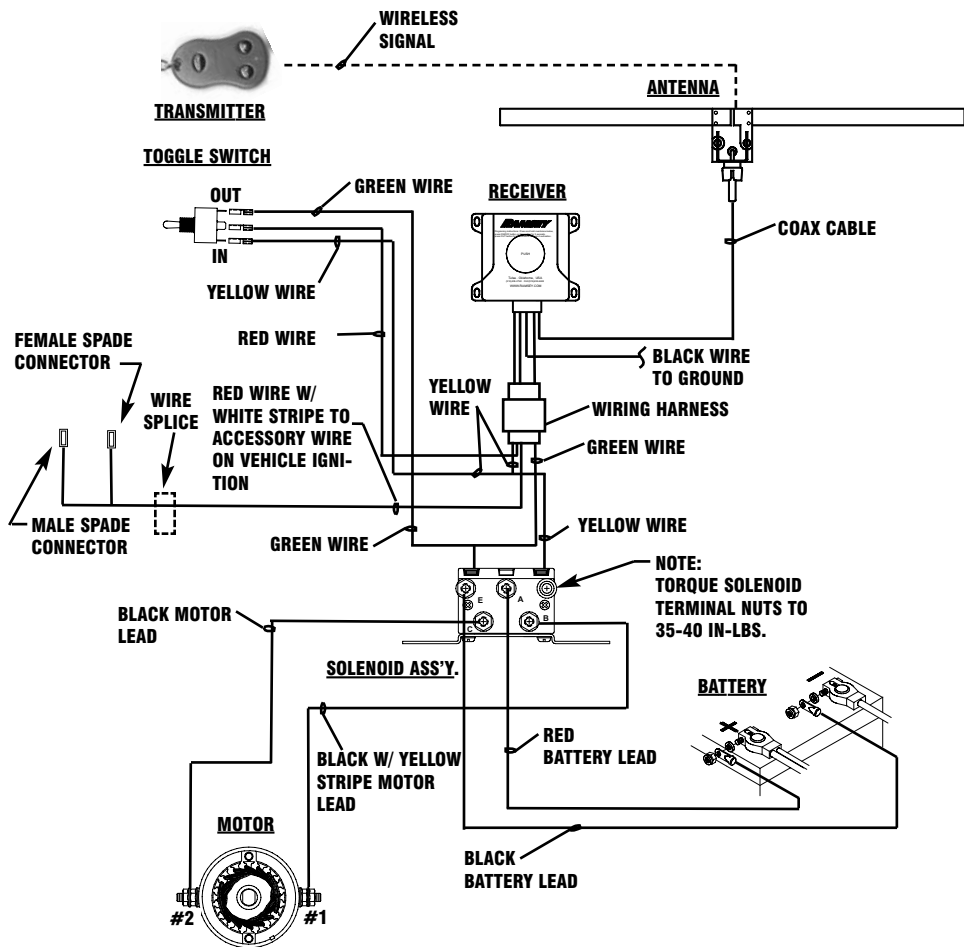 WIRELESS
SIGNAL
ANTENNA
TRANSMITTER
TOGGLE SWITCH
OUT
GREEN WIRE
RECEIVER
RAMSEY
PUSH
COAX CABLE
IN
YELLOW WIRE
FEMALE SPADE
CONNECTOR
RED WIRE
BLACK WIRE
TO GROUND
WIRE
SPLICE
RED WIRE W/
WHITE STRIPE TO
ACCESSORY WIRE
ON VEHICLE IGNI-
TION
YELLOW
WIRE
WIRING HARNESS
GREEN WIRE
MALE SPADE
CONNECTOR
GREEN WIRE
YELLOW WIRE
NOTE:
TORQUE SOLENOID
TERMINAL NUTS TO
35-40 IN-LBS.
E
A
C
B
BLACK MOTOR
LEAD
SOLENOID ASS'Y.
BATTERY
BLACK W/ YELLOW
STRIPE MOTOR
LEAD
RED
BATTERY LEAD
MOTOR
BLACK
BATTERY LEAD
#2
#1